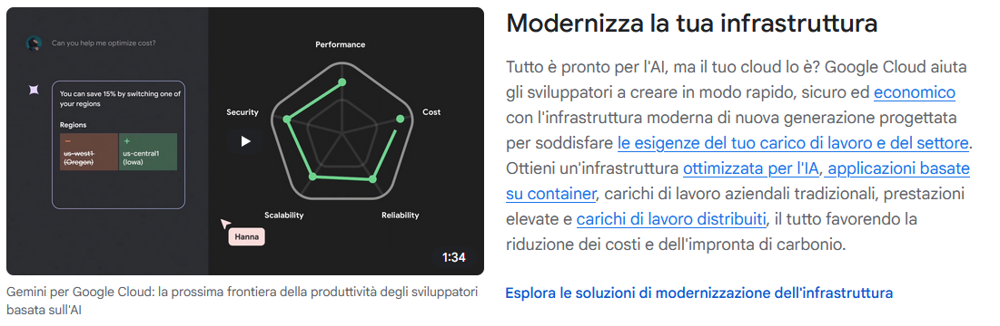 Can you help me optimize cost?
You can save 15% by switching one of
your regions
Regions
−
us-west1
(Oregon)
+
us-central1
(Iowa)
Performance
Security
Cost
Scalability
Reliability
Hanna
1:34
Gemini per Google Cloud: la prossima frontiera della produttività degli sviluppatori
basata sull'AI
Modernizza la tua infrastruttura
Tutto è pronto per l'AI, ma il tuo cloud lo è? Google Cloud aiuta
gli sviluppatori a creare in modo rapido, sicuro ed economico
con l'infrastruttura moderna di nuova generazione progettata
per soddisfare le esigenze del tuo carico di lavoro e del settore.
Ottieni un'infrastruttura ottimizzata per l'IA, applicazioni basate
su container, carichi di lavoro aziendali tradizionali, prestazioni
elevate e carichi di lavoro distribuiti, il tutto favorendo la
riduzione dei costi e dell'impronta di carbonio.
Esplora le soluzioni di modernizzazione dell'infrastruttura